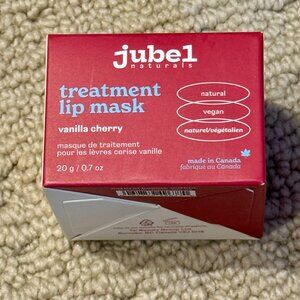 jubel
naturals
treatment
lip mask
vanilla cherry
masque de traitement
pour les lèvres cerise vanille
20 g / 0.7 oz
natural
vegan
naturel/végétalien
made in Canada
fabriqué au Canada